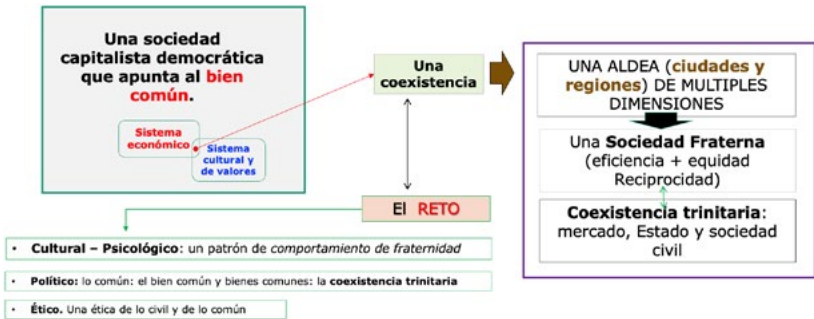 Una sociedad
capitalista democrática
que apunta al bien
común.
Sistema
económico
Sistema
cultural y
de valores
Una
coexistencia
UNA ALDEA (ciudades y
regiones) DE MULTIPLES
DIMENSIONES
Una Sociedad Fraterna
(eficiencia + equidad
Reciprocidad)
Coexistencia trinitaria:
mercado, Estado y sociedad
civil
El RETO
• Cultural – Psicológico: un patrón de comportamiento de fraternidad
• Político: lo común: el bien común y bienes comunes: la coexistencia trinitaria
• Ético. Una ética de lo civil y de lo común